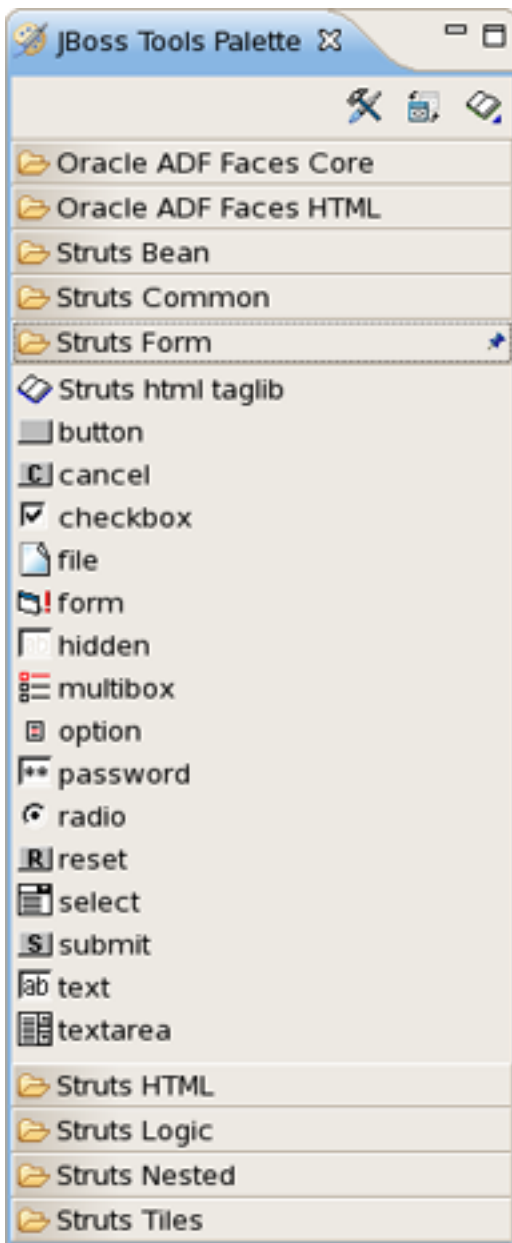 JBoss Tools Palette
Oracle ADF Faces Core
Oracle ADF Faces HTML
Struts Bean
Struts Common
Struts Form
Struts html taglib
button
C cancel
checkbox
file
form
ab hidden
multibox
option
** password
radio
R reset
select
S submit
ab text
textarea
Struts HTML
Struts Logic
Struts Nested
Struts Tiles